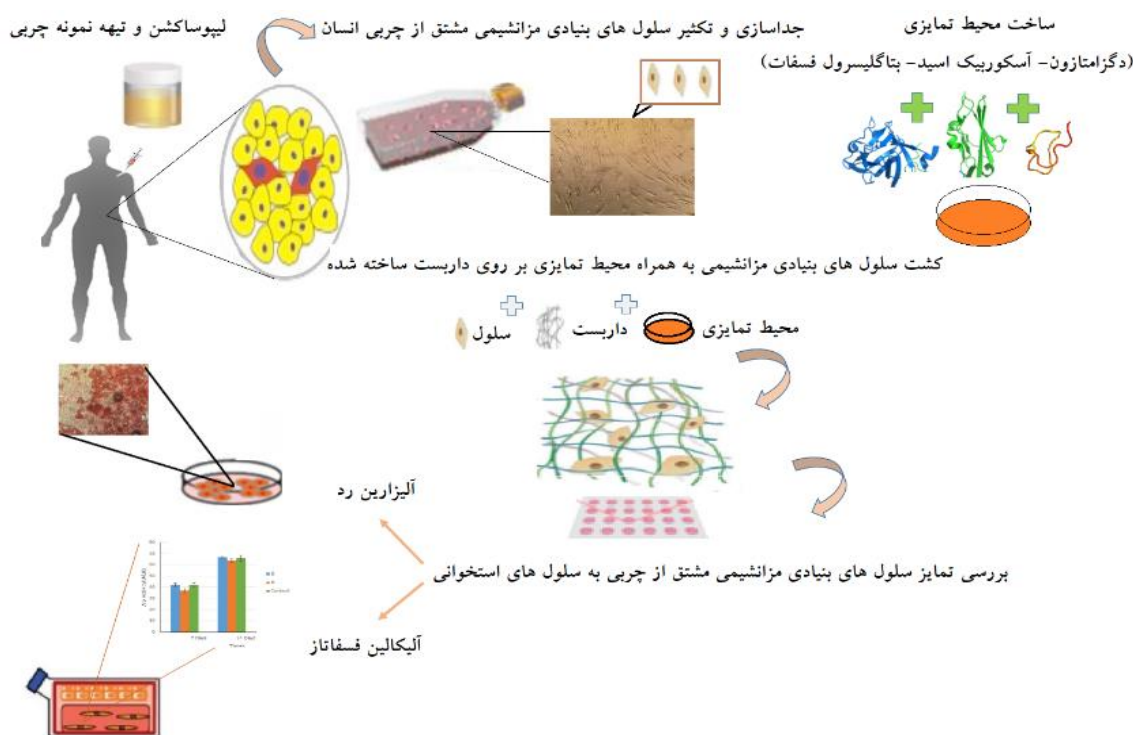 ساخت محیط تمایزی
(دگزامتازون- آسکوربیک اسید- بتاگلیسرول فسفات)
جداسازی و تکثیر سلول های بنیادی مزانشیمی مشتق از چربی انسان
لیپوساکشن و تیهه نمونه چربی
کشت سلول های بنیادی مزانشیمی به همراه محیط تمایزی بر روی داربست ساخته شده
محیط تمایزی
داربست
سلول
آلیزارین رد
بررسی تمایز سلول های بنیادی مزانشیمی مشتق از چربی به سلول های استخوانی
آلیکالین فسفاتاز